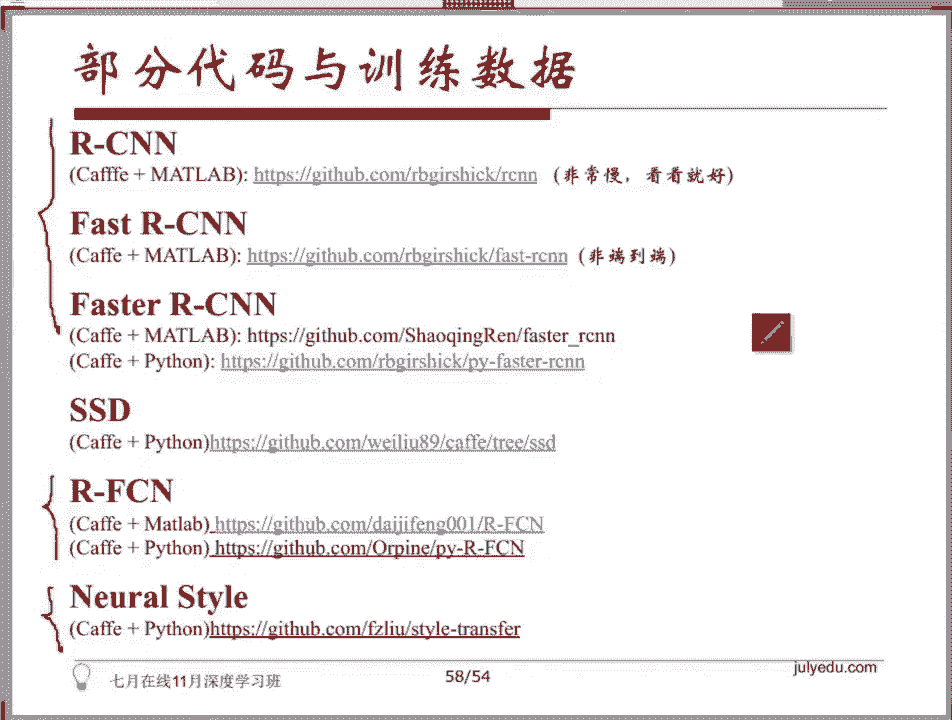 部分代码与训练数据
R-CNN
(Cafffe + MATLAB): https://github.com/rbgirshick/rcnn (非常慢，看看就好)
Fast R-CNN
(Caffe + MATLAB): https://github.com/rbgirshick/fast-rcnn (非端到端)
Faster R-CNN
(Caffe + MATLAB): https://github.com/ShaoqingRen/faster_rcnn
(Caffe + Python): https://github.com/rbgirshick/py-faster-rcnn
SSD
(Caffe + Python)https://github.com/weiliu89/caffe/tree/ssd
R-FCN
(Caffe + Matlab) https://github.com/daijifeng001/R-FCN
(Caffe + Python) https://github.com/Orpine/py-R-FCN
Neural Style
(Caffe + Python)https://github.com/fzliu/style-transfer
七月在线11月深度学习班
58/54
julyedu.com